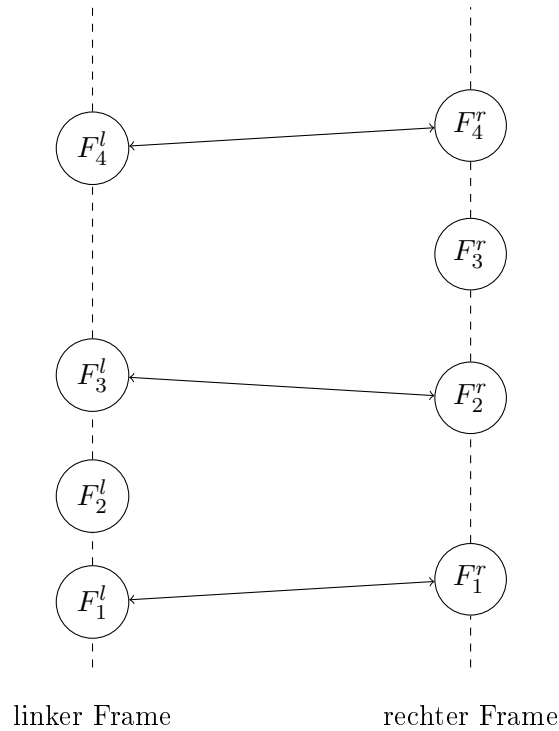 F_4^l
F_4^r
F_3^r
F_3^l
F_2^r
F_2^l
F_1^l
F_1^r
linker Frame
rechter Frame